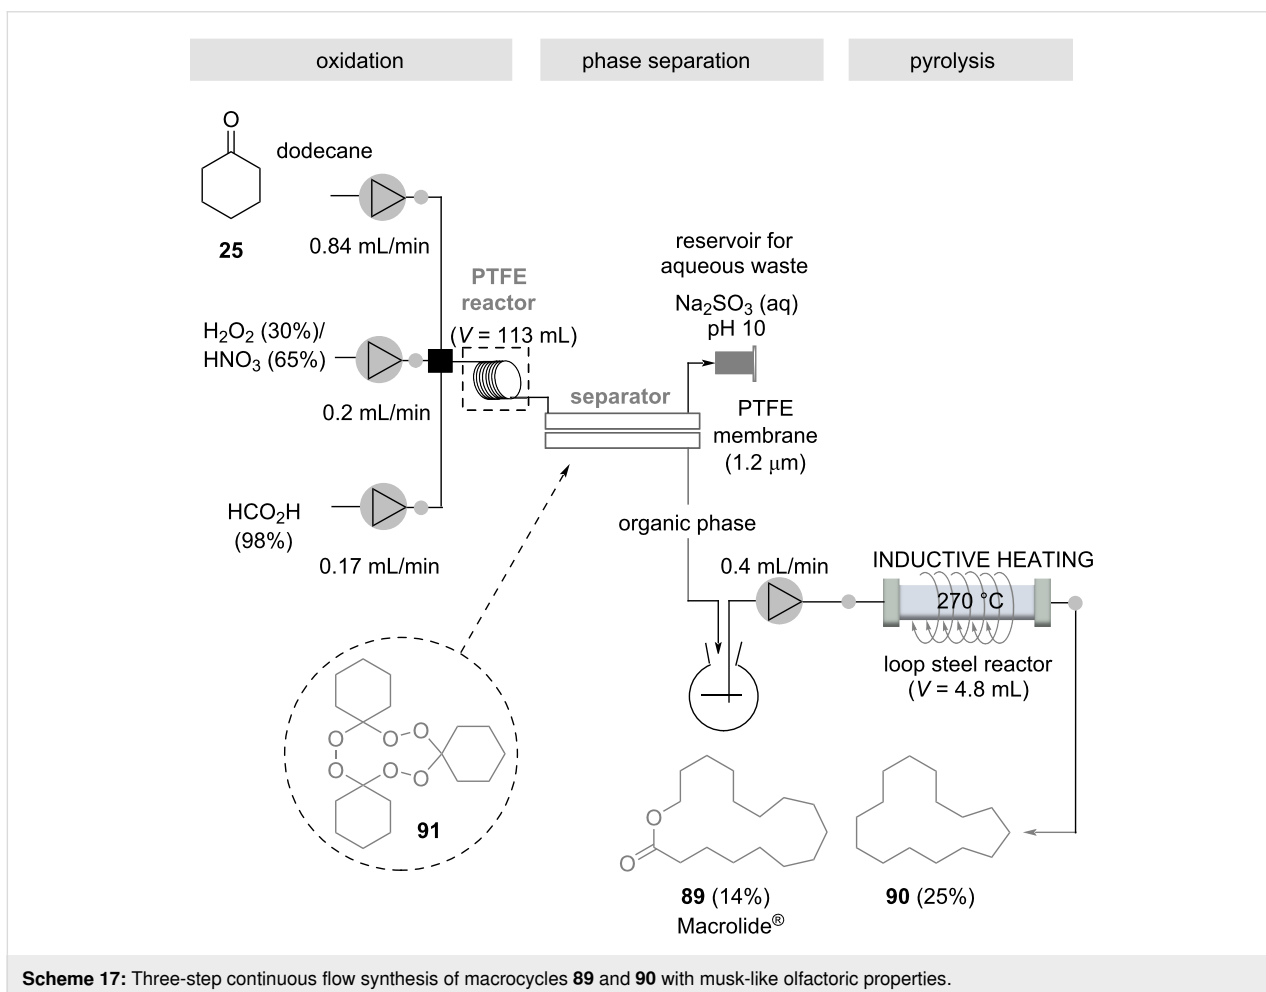 oxidation
phase separation
pyrolysis
O
dodecane
25
0.84 mL/min
PTFE
reactor
(V = 113 mL)
H2O2 (30%)/
HNO3 (65%)
0.2 mL/min
HCO2H
(98%)
0.17 mL/min
reservoir for
aqueous waste
Na2SO3 (aq)
pH 10
separator
PTFE
membrane
(1.2 μm)
organic phase
0.4 mL/min
INDUCTIVE HEATING
270 °C
loop steel reactor
(V = 4.8 mL)
O
O
O
O
O
O
91
O
O
89 (14%)
Macrolide®
90 (25%)
Scheme 17: Three-step continuous flow synthesis of macrocycles 89 and 90 with musk-like olfactoric properties.